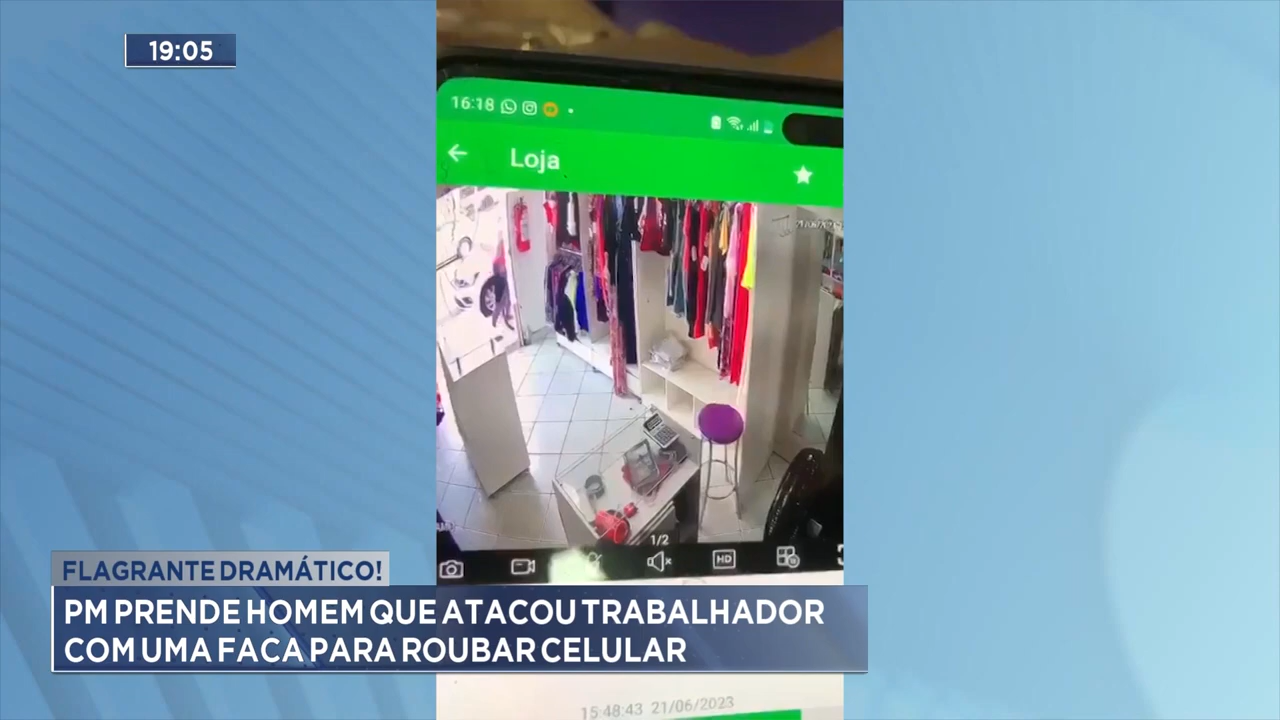 19:05
16:18
Loja
1/2
HD
FLAGRANTE DRAMÁTICO!
PM PRENDE HOMEM QUE ATACOU TRABALHADOR
COM UMA FACA PARA ROUBAR CELULAR
15:48:43 21/06/2023